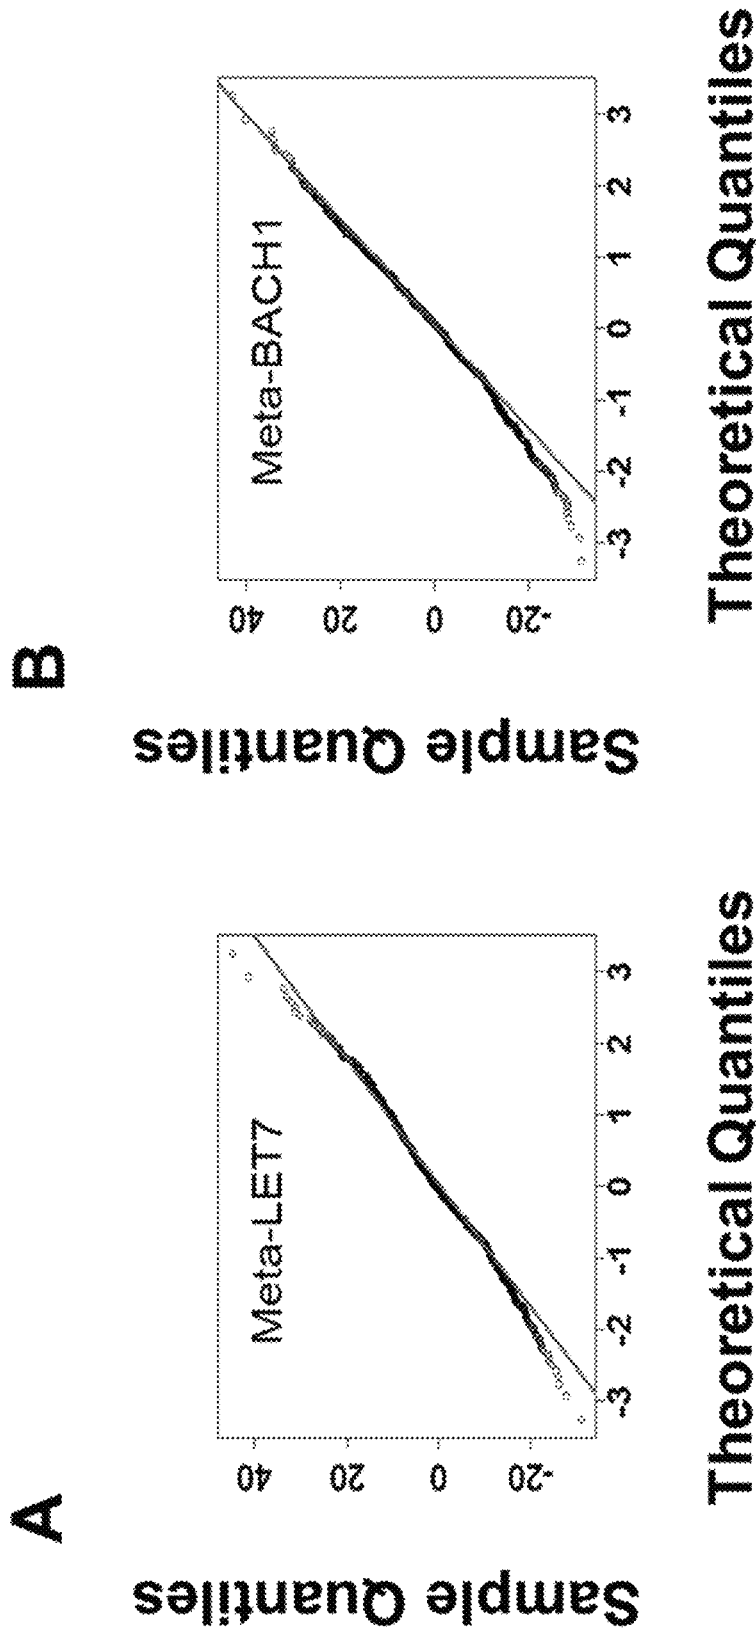 A
Meta-LET7
Sample Quantiles
40
20
0
-20
-3
-2
-1
0
1
2
3
Theoretical Quantiles
B
Meta-BACH1
Sample Quantiles
40
20
0
-20
-3
-2
-1
0
1
2
3
Theoretical Quantiles